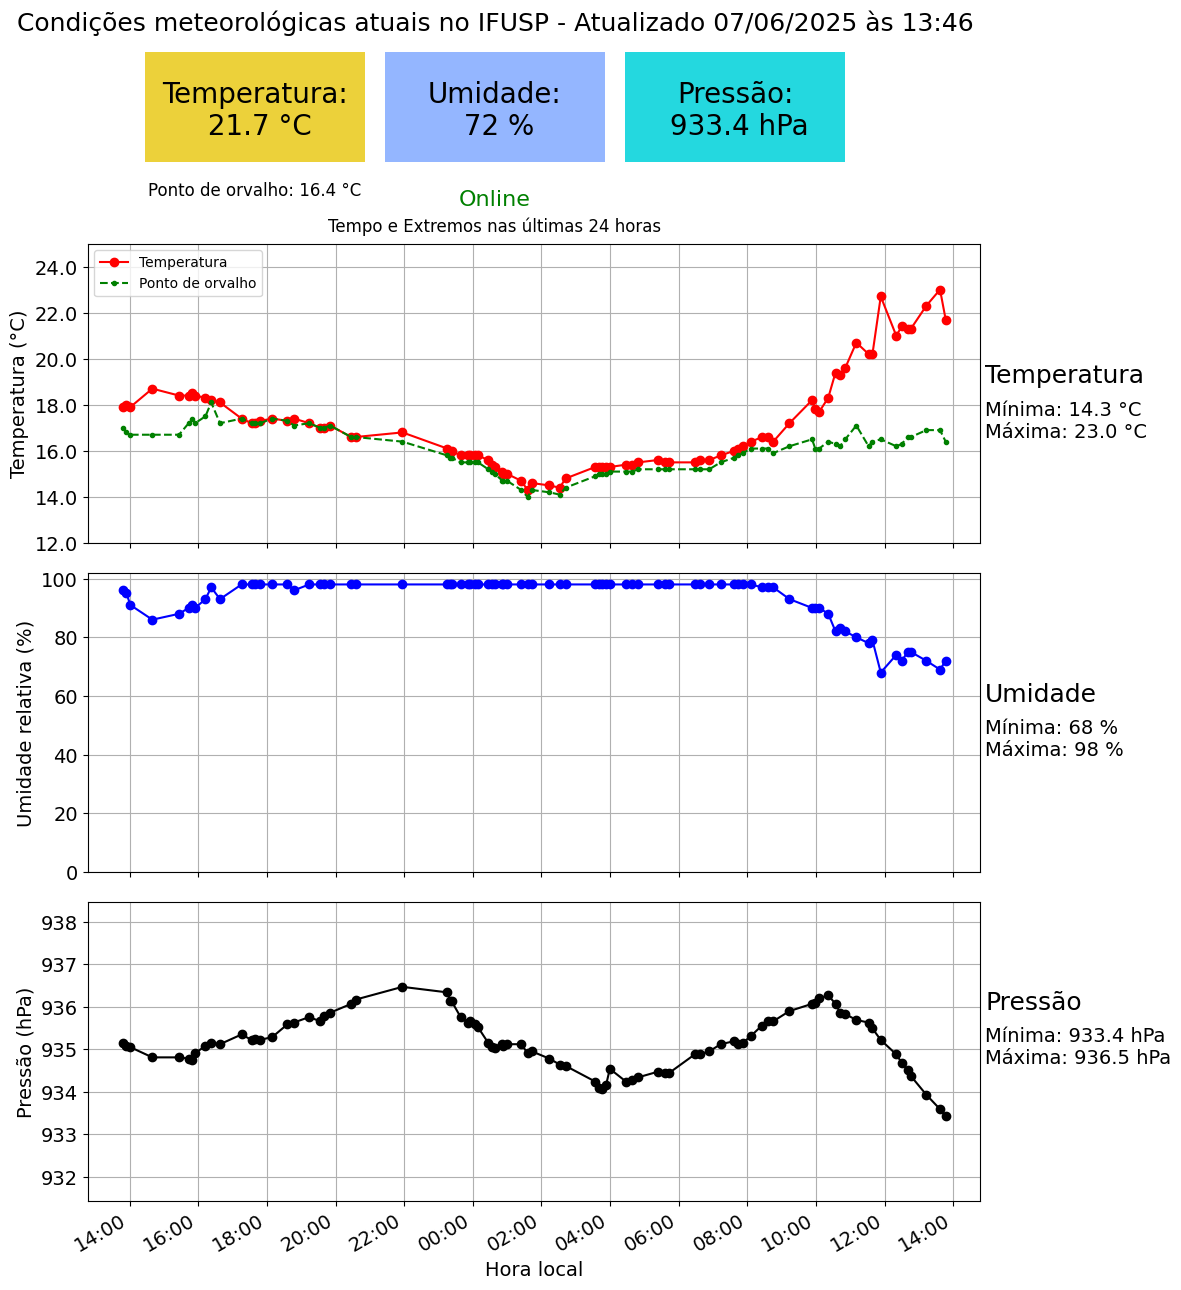 Condições meteorológicas atuais no IFUSP - Atualizado 07/06/2025 às 13:46
Temperatura:
21.7 °C
Umidade:
72 %
Pressão:
933.4 hPa
Ponto de orvalho: 16.4 °C
Online
Tempo e Extremos nas últimas 24 horas
Temperatura
Ponto de orvalho
Temperatura (°C)
24.0
22.0
20.0
18.0
16.0
14.0
12.0
Temperatura
Mínima: 14.3 °C
Máxima: 23.0 °C
Umidade relativa (%)
100
80
60
40
20
0
Umidade
Mínima: 68 %
Máxima: 98 %
Pressão (hPa)
938
937
936
935
934
933
932
Pressão
Mínima: 933.4 hPa
Máxima: 936.5 hPa
14:00
16:00
18:00
20:00
22:00
00:00
02:00
04:00
06:00
08:00
10:00
12:00
14:00
Hora local